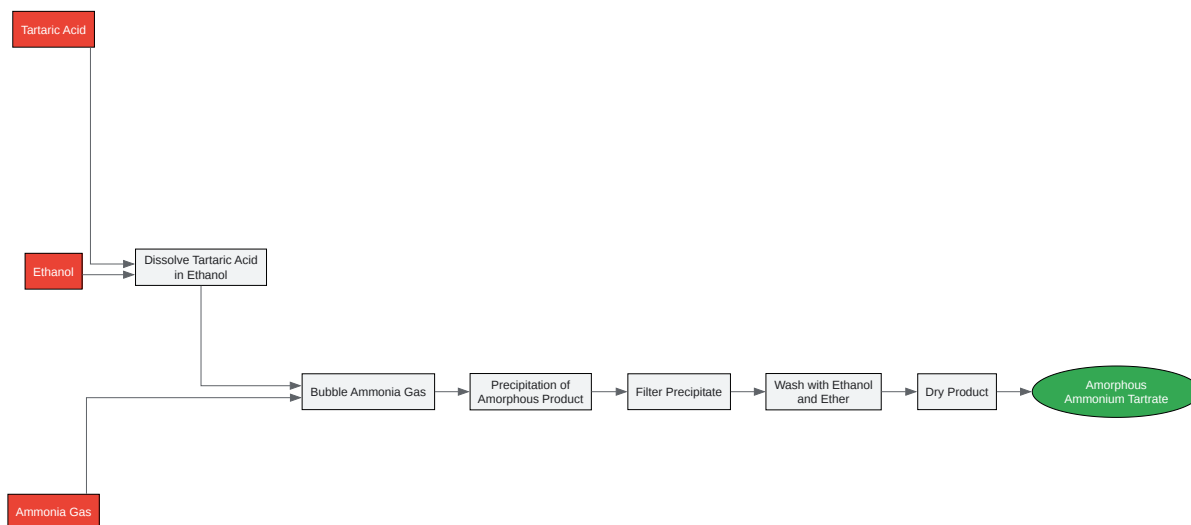 Tartaric Acid
Ethanol
Dissolve Tartaric Acid
in Ethanol
Bubble Ammonia Gas
Precipitation of
Amorphous Product
Filter Precipitate
Wash with Ethanol
and Ether
Dry Product
Amorphous
Ammonium Tartrate
Ammonia Gas